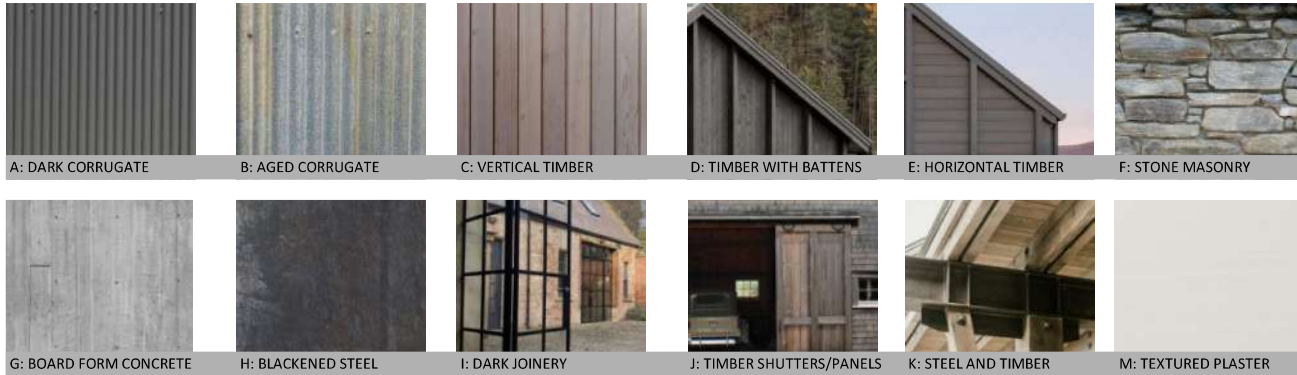 A: DARK CORRUGATE
B: AGED CORRUGATE
C: VERTICAL TIMBER
D: TIMBER WITH BATTENS
E: HORIZONTAL TIMBER
F: STONE MASONRY
G: BOARD FORM CONCRETE
H: BLACKENED STEEL
I: DARK JOINERY
J: TIMBER SHUTTERS/PANELS
K: STEEL AND TIMBER
M: TEXTURED PLASTER